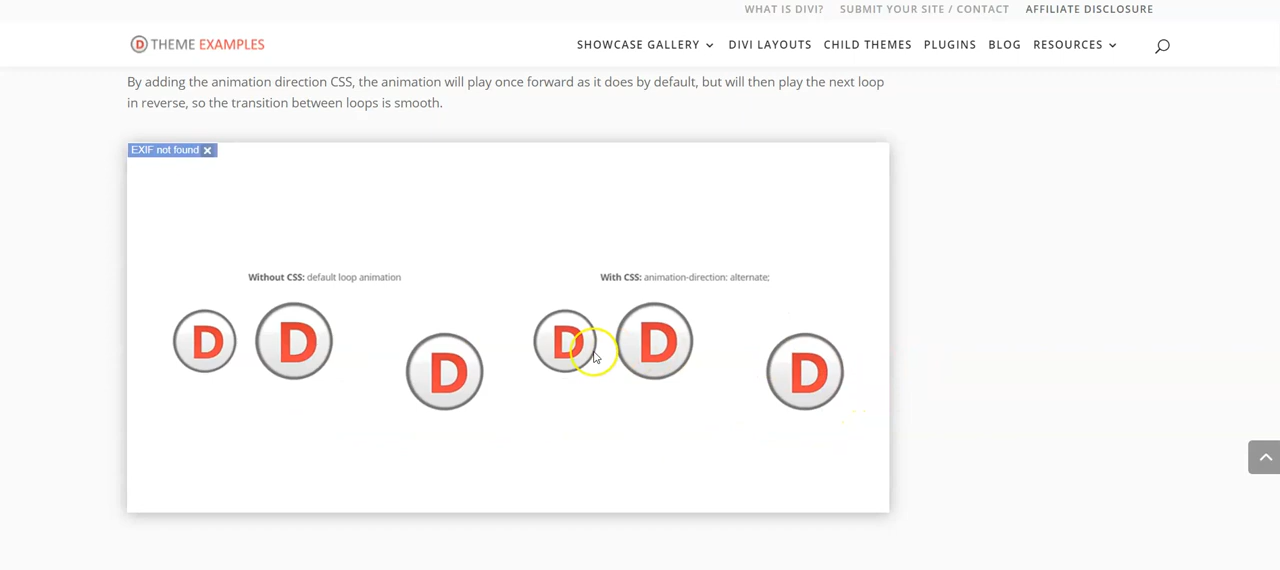 WHAT IS DIVI? SUBMIT YOUR SITE / CONTACT AFFILIATE DISCLOSURE
D THEME EXAMPLES SHOWCASE GALLERY DIVI LAYOUTS CHILD THEMES PLUGINS BLOG RESOURCES
By adding the animation direction CSS, the animation will play once forward as it does by default, but will then play the next loop
in reverse, so the transition between loops is smooth.
EXIF not found
Without CSS: default loop animation With CSS: animation-direction: alternate;
D D D D D D